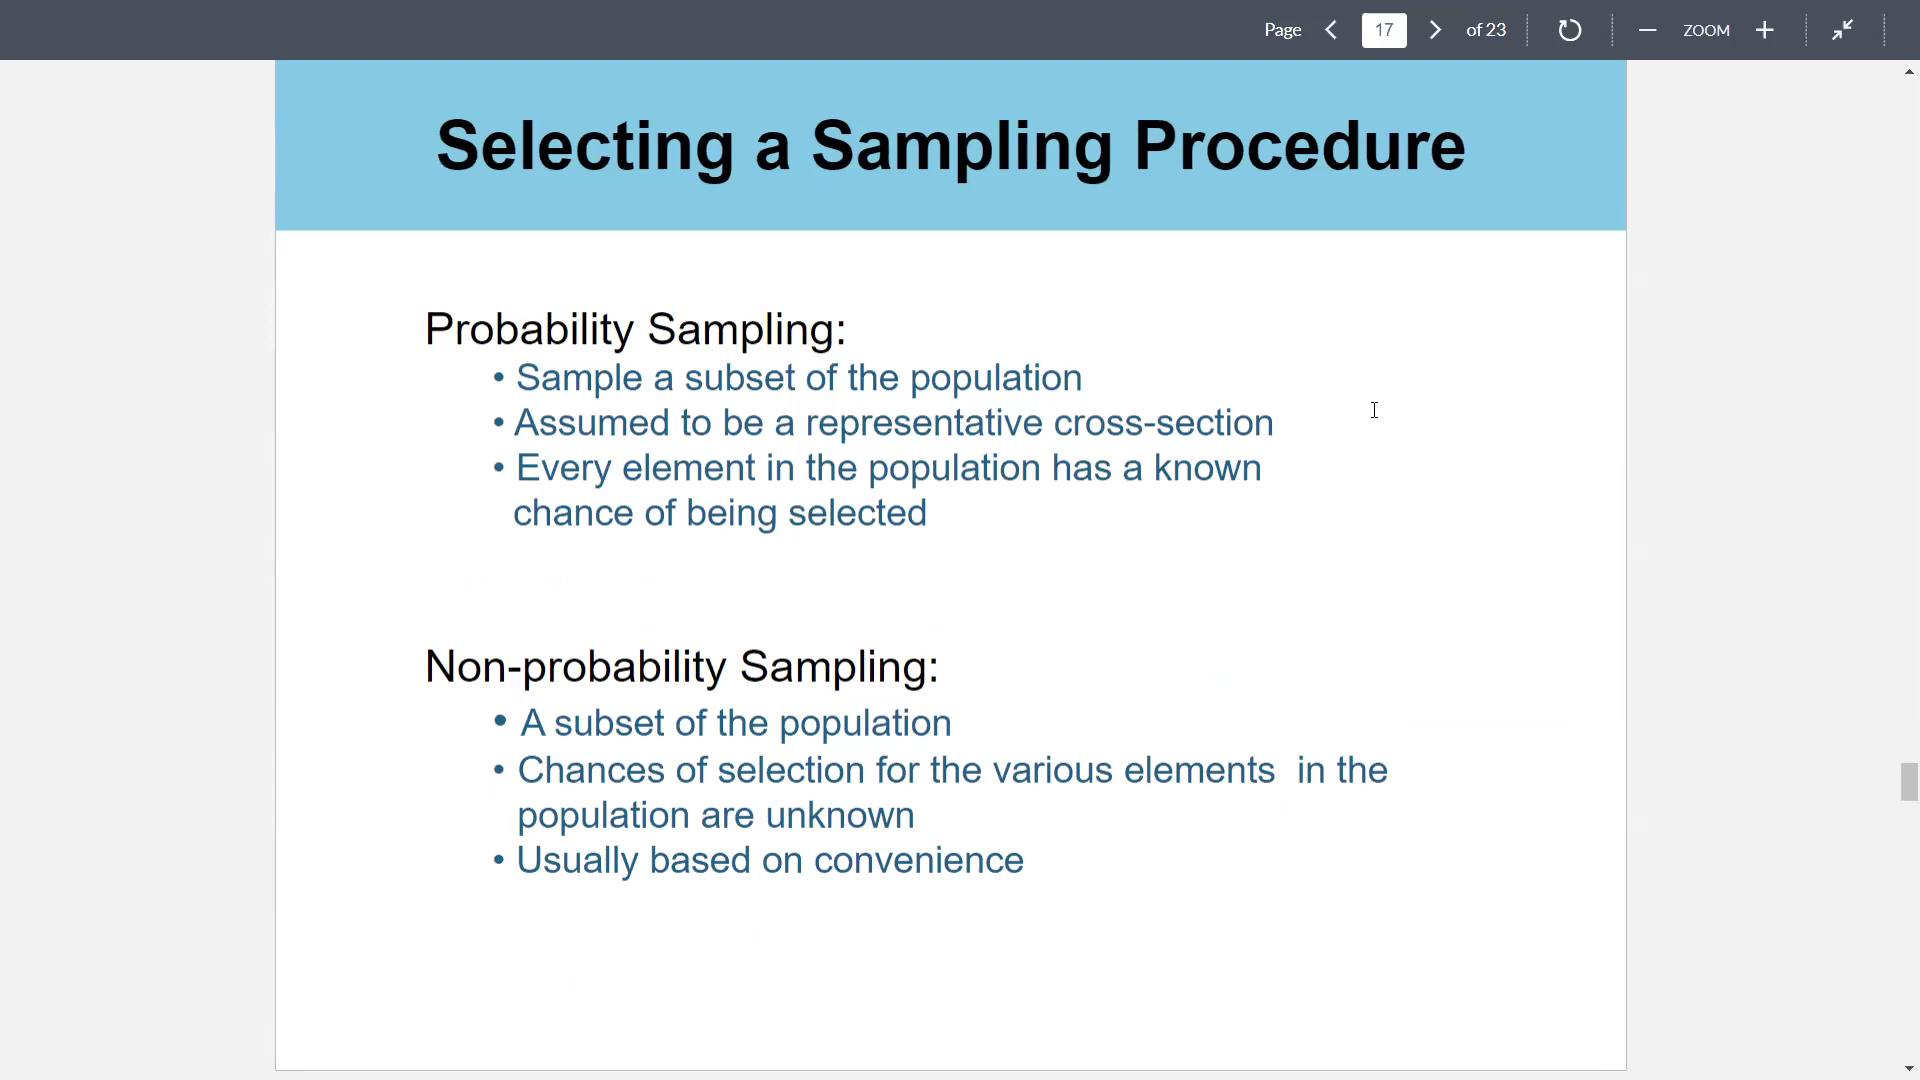 Page 17 of 23 ZOOM
Selecting a Sampling Procedure
Probability Sampling:
• Sample a subset of the population
• Assumed to be a representative cross-section
• Every element in the population has a known
chance of being selected
Non-probability Sampling:
• A subset of the population
• Chances of selection for the various elements in the
population are unknown
• Usually based on convenience